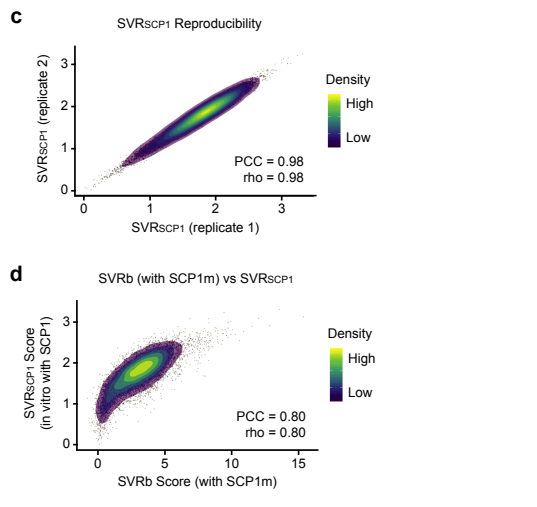 c
SVRSCP1 Reproducibility
SVRSCP1 (replicate 2)
3
2
1
0
0 1 2 3
SVRSCP1 (replicate 1)
PCC = 0.98
rho = 0.98
Density
High
Low
d
SVRb (with SCP1m) vs SVRSCP1
SVRSCP1 Score
(in vitro with SCP1)
3
2
1
0
0 5 10 15
SVRb Score (with SCP1m)
PCC = 0.80
rho = 0.80
Density
High
Low